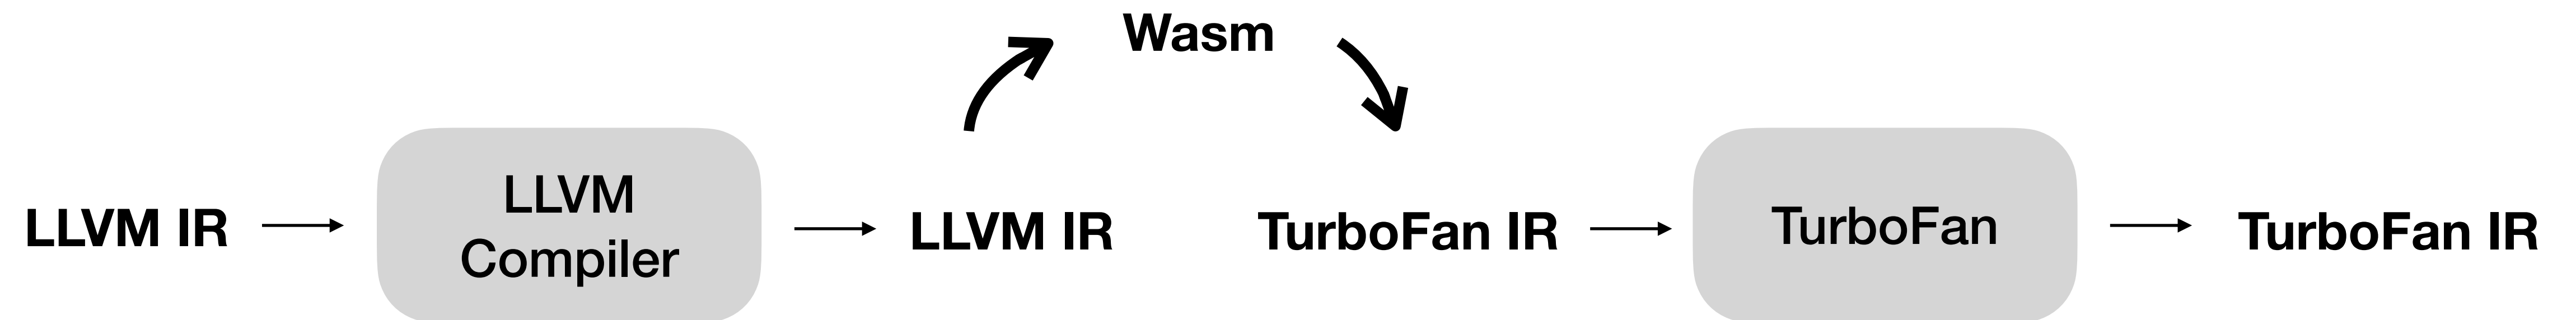 Wasm
LLVM IR
LLVM
Compiler
LLVM IR
TurboFan IR
TurboFan
TurboFan IR